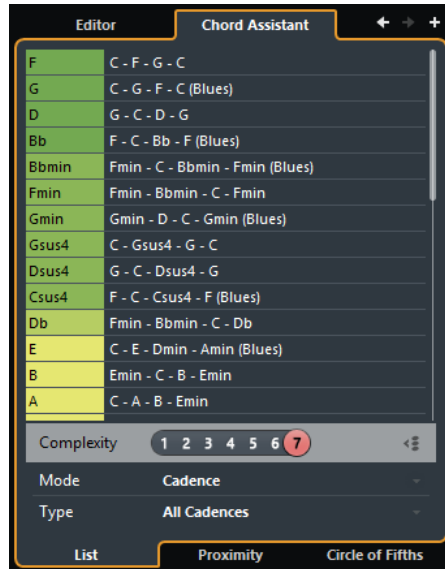 Editor Chord Assistant
F C - F - G - C
G C - G - F - C (Blues)
D G - C - D - G
Bb F - C - Bb - F (Blues)
Bbmin Fmin - C - Bbmin - Fmin (Blues)
Fmin Fmin - Bbmin - C - Fmin
Gmin Gmin - D - C - Gmin (Blues)
Gsus4 C - Gsus4 - G - C
Dsus4 G - C - Dsus4 - G
Csus4 F - C - Csus4 - F (Blues)
Db Fmin - Bbmin - C - Db
E C - E - Dmin - Amin (Blues)
B Emin - C - B - Emin
A C - A - B - Emin
Complexity 1 2 3 4 5 6 7
Mode Cadence
Type All Cadences
List Proximity Circle of Fifths